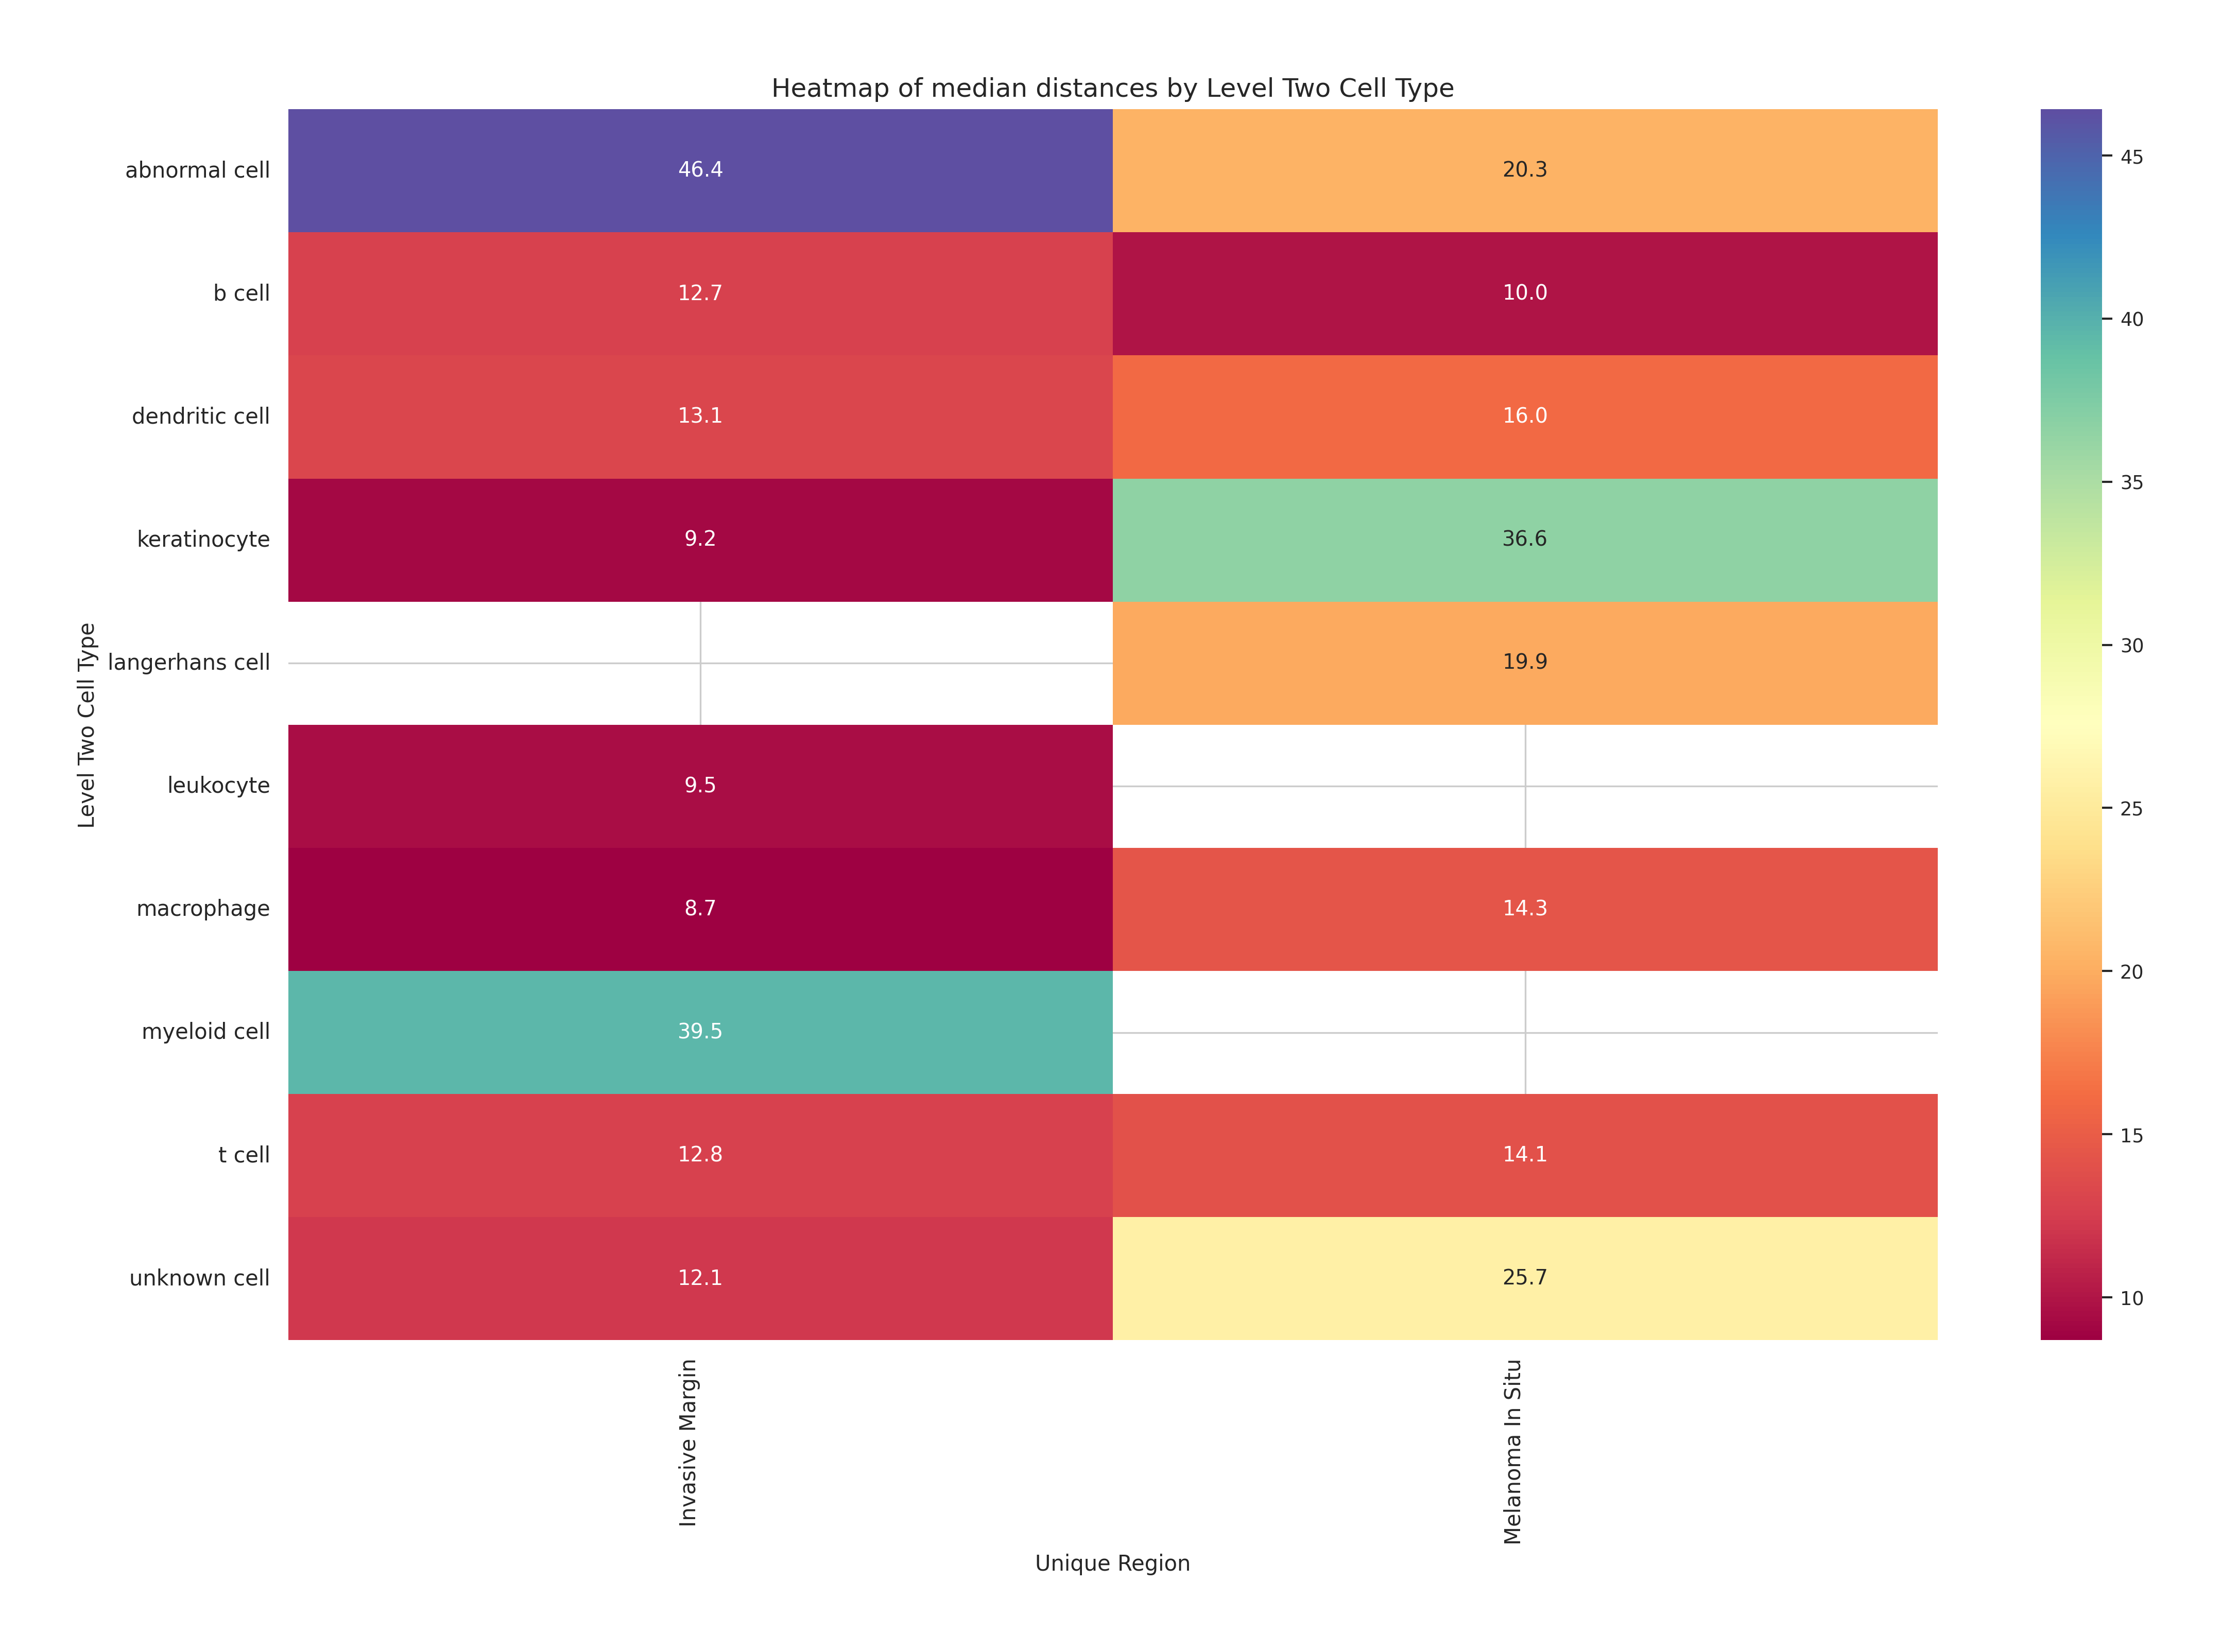 Heatmap of median distances by Level Two Cell Type
Level Two Cell Type
abnormal cell 46.4 20.3
b cell 12.7 10.0
dendritic cell 13.1 16.0
keratinocyte 9.2 36.6
langerhans cell 19.9
leukocyte 9.5
macrophage 8.7 14.3
myeloid cell 39.5
t cell 12.8 14.1
unknown cell 12.1 25.7
Invasive Margin
Melanoma In Situ
Unique Region
45
40
35
30
25
20
15
10